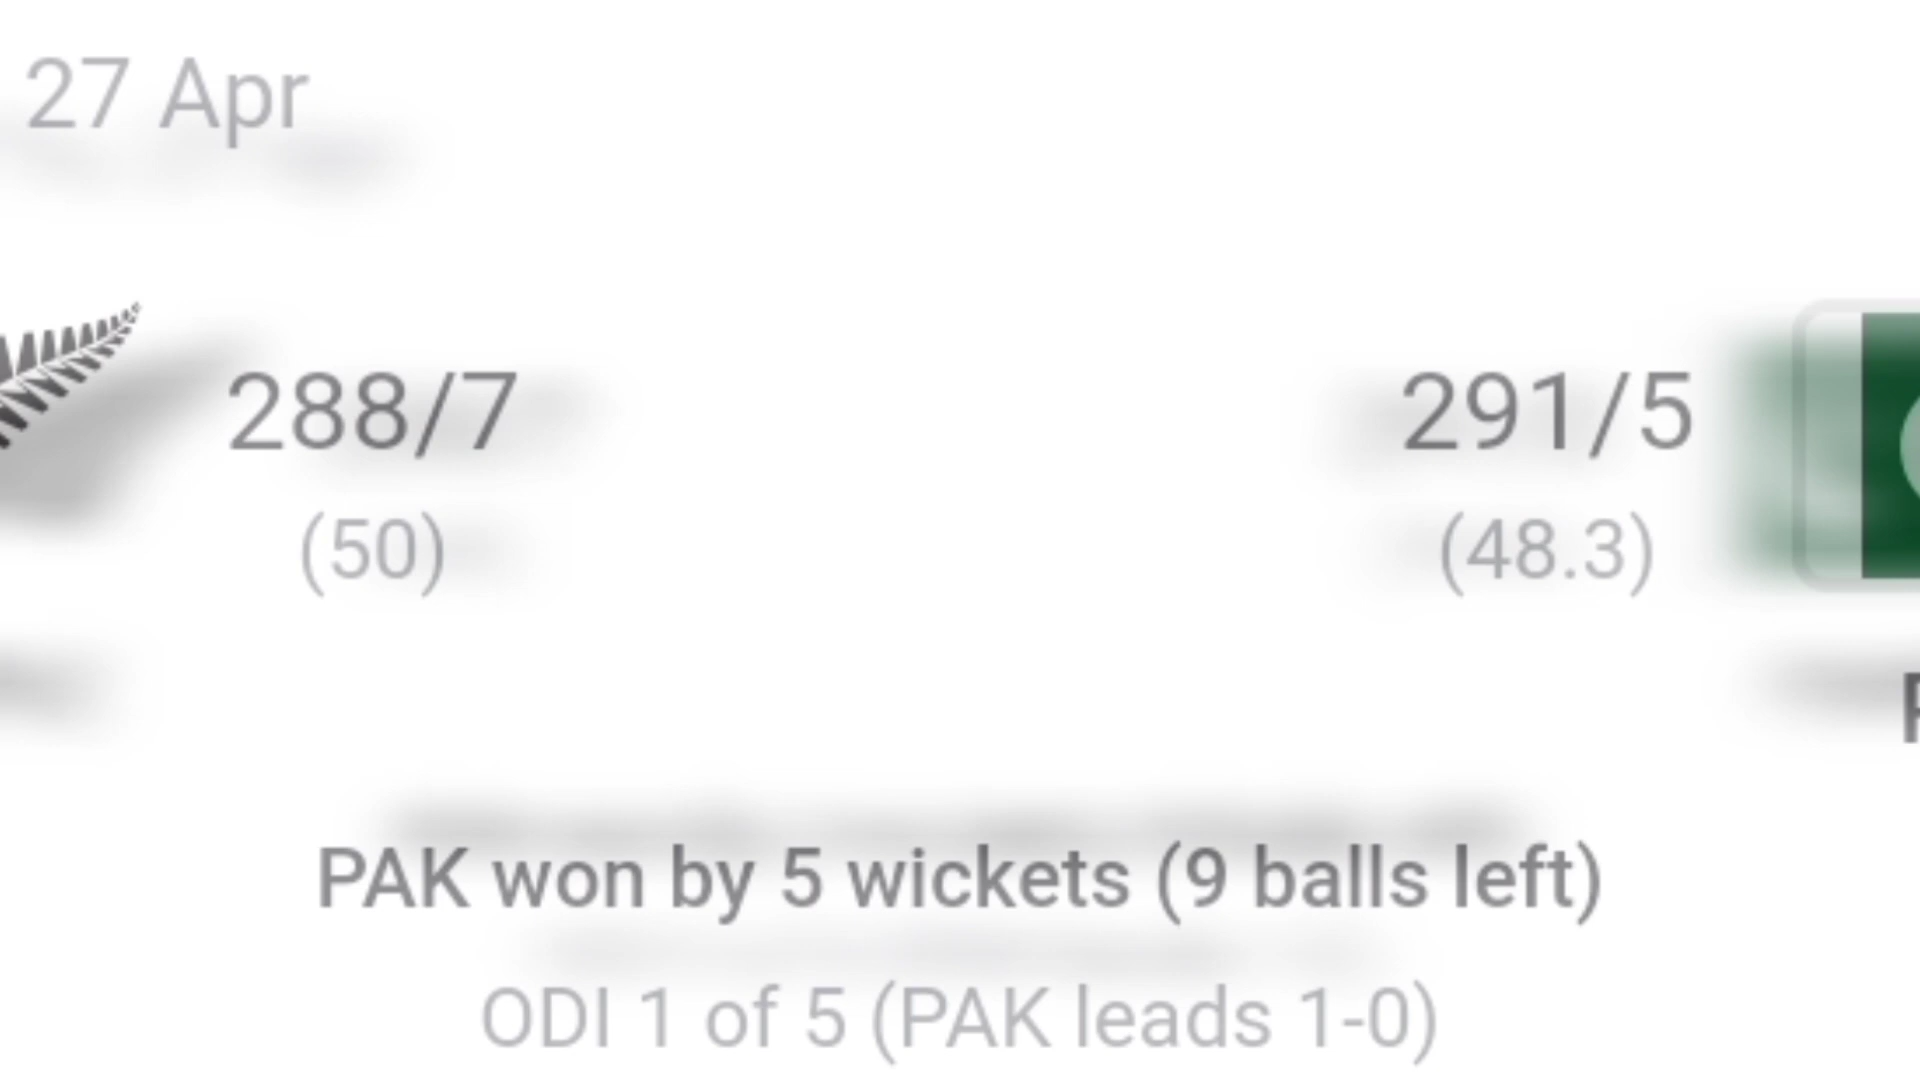 27 Apr
288/7 291/5
(50) (48.3)
PAK won by 5 wickets (9 balls left)
ODI 1 of 5 (PAK leads 1-0)